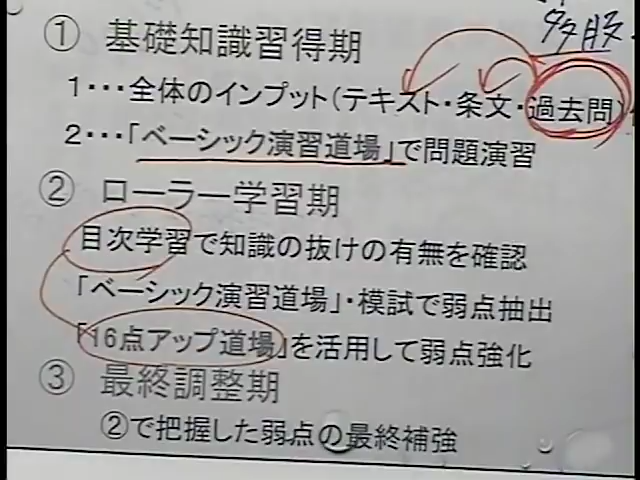 多肢
① 基礎知識習得期
1・・・全体のインプット(テキスト・条文・過去問)
2・・・「ベーシック演習道場」で問題演習
② ローラー学習期
目次学習で知識の抜けの有無を確認
「ベーシック演習道場」・模試で弱点抽出
「16点アップ道場」を活用して弱点強化
③ 最終調整期
②で把握した弱点の最終補強